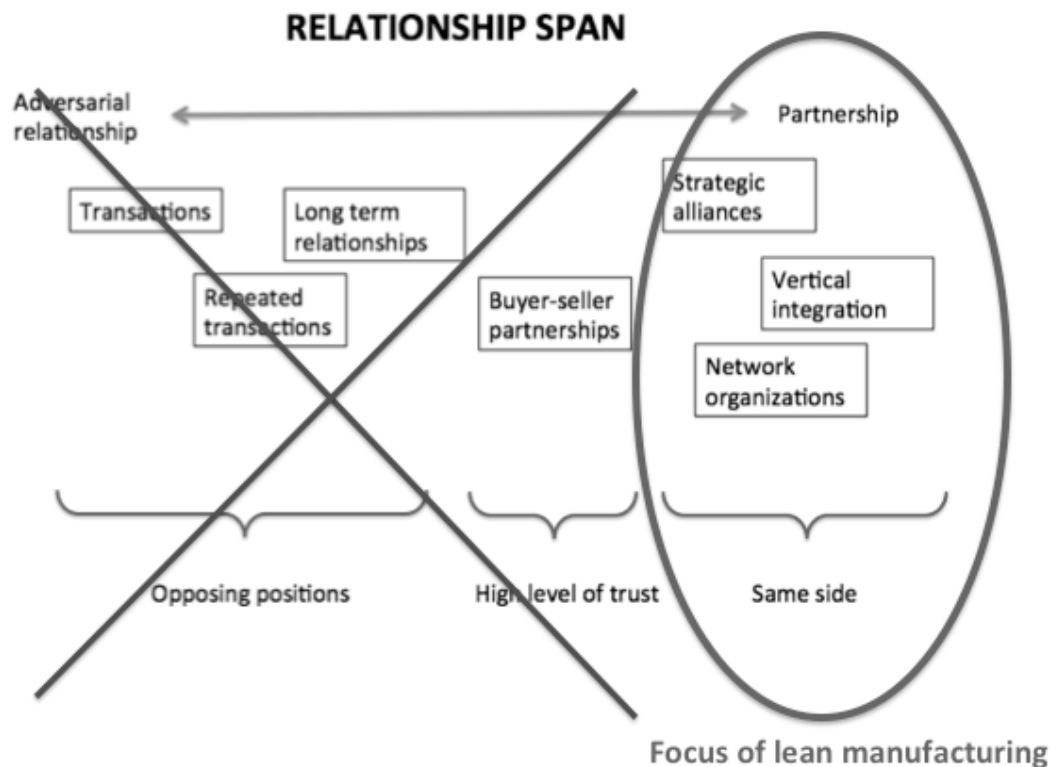 RELATIONSHIP SPAN
Adversarial
relationship
Partnership
Transactions
Long term
relationships
Strategic
alliances
Repeated
transactions
Buyer-seller
partnerships
Vertical
integration
Network
organizations
Opposing positions
High level of trust
Same side
Focus of lean manufacturing